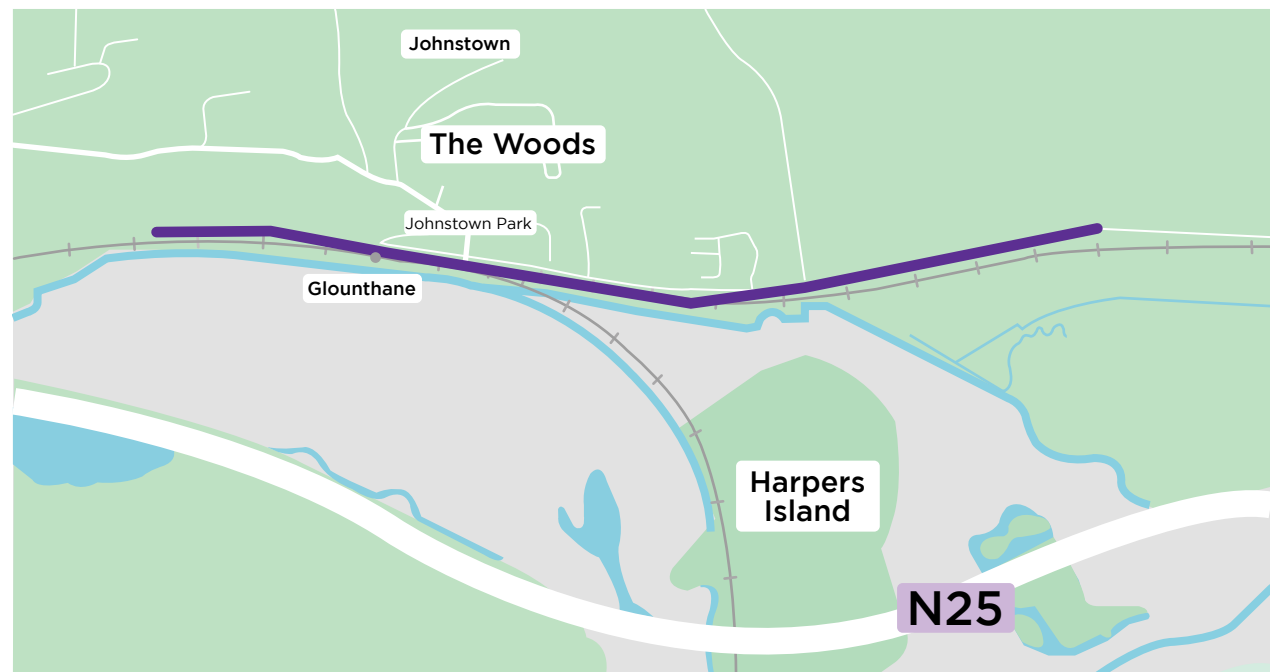 Johnstown
The Woods
Johnstown Park
Glounthane
Harpers
Island
N25